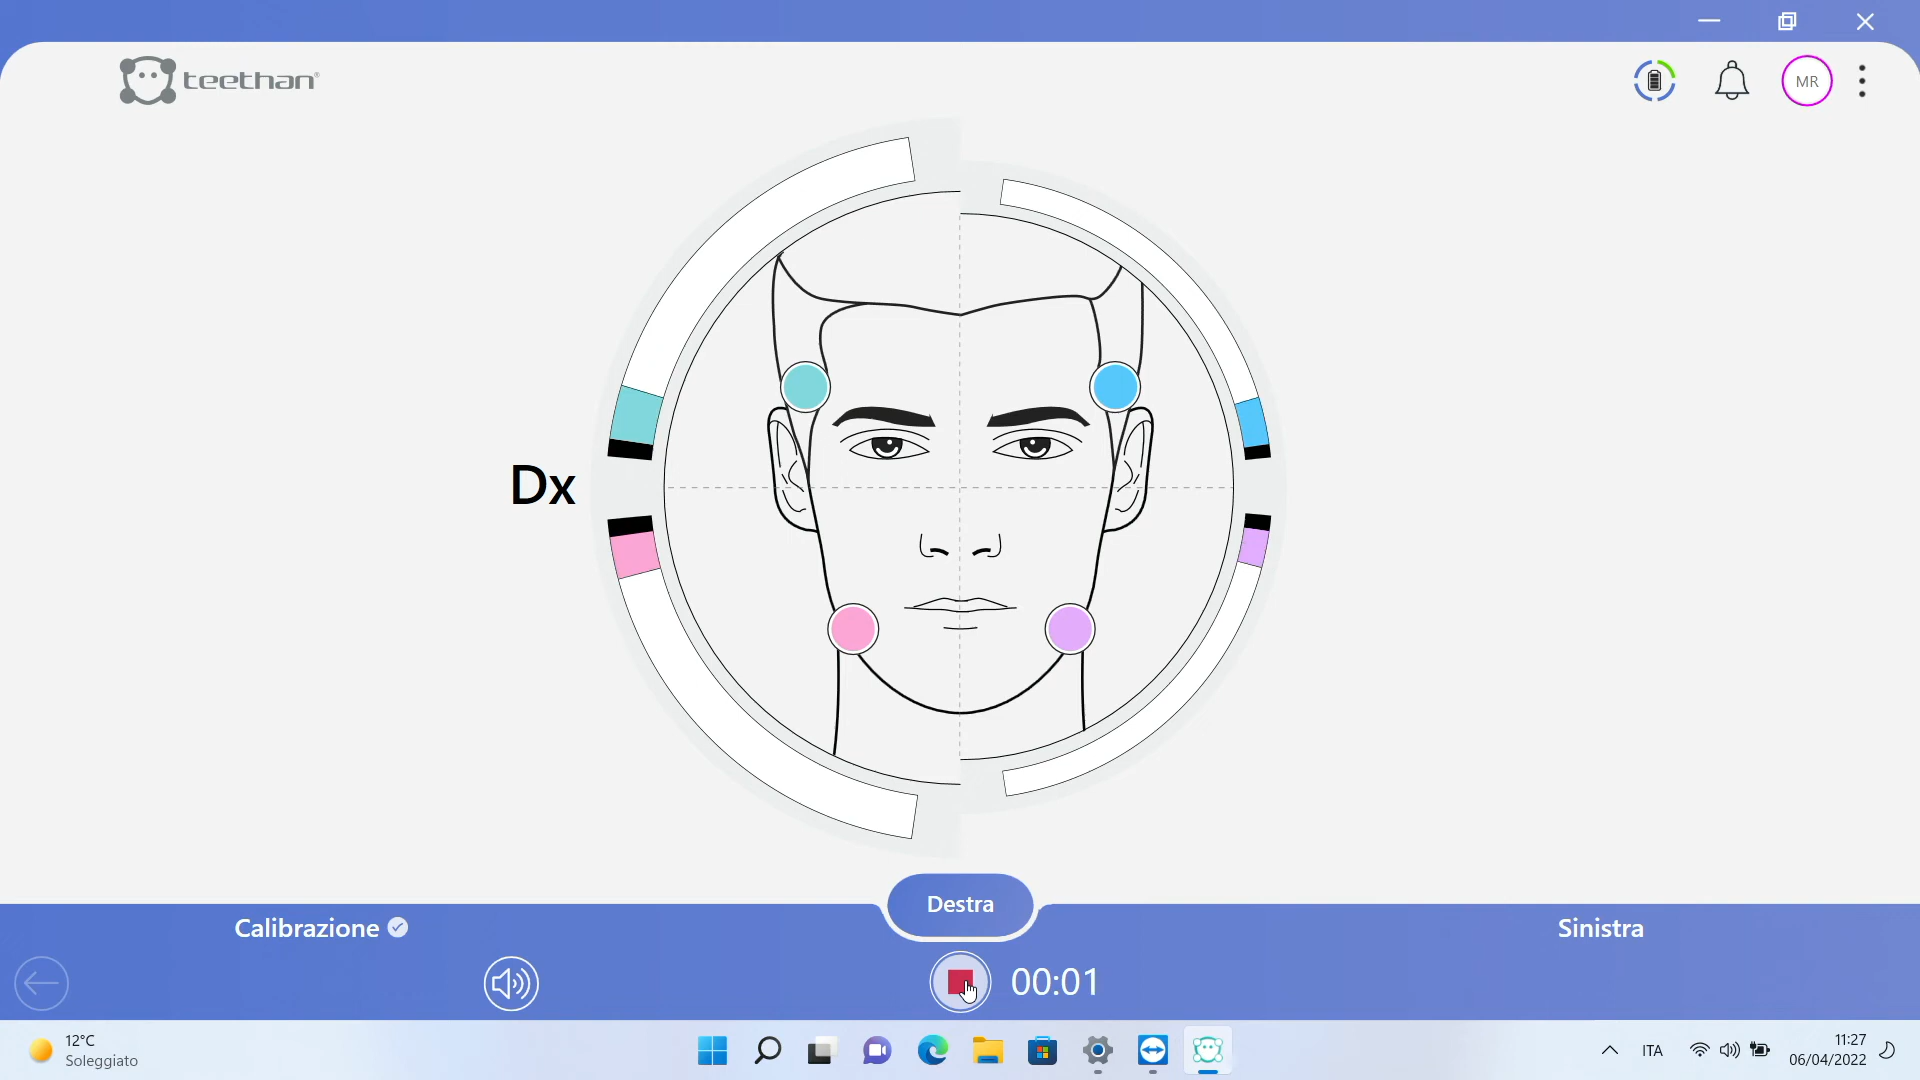 teethan®
MR
Dx
Destra
Calibrazione
Sinistra
00:01
12°C
Soleggiato
ITA
11:27
06/04/2022